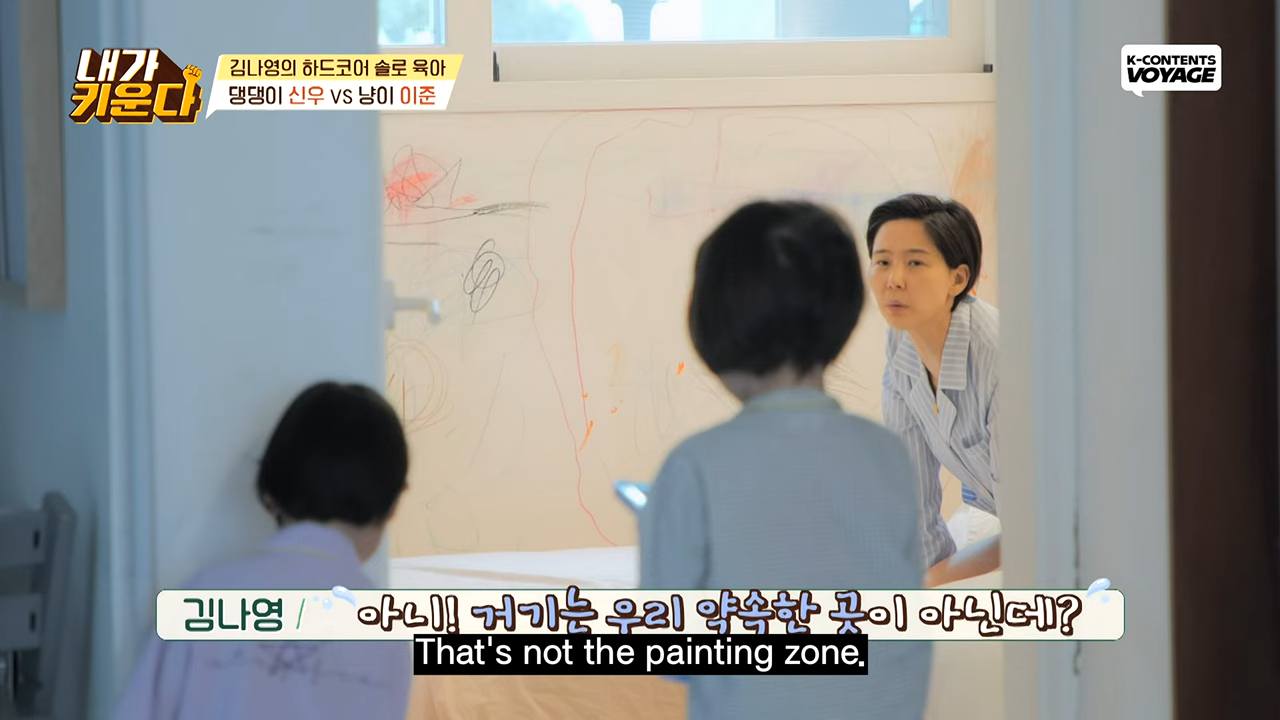 내가
키운다
김나영의 하드코어 솔로 육아
댕댕이 신우 VS 냥이 이준
K-CONTENTS
VOYAGE
김나영 / 아니! 거기는 우리 약속한 곳이 아닌데?
That's not the painting zone.